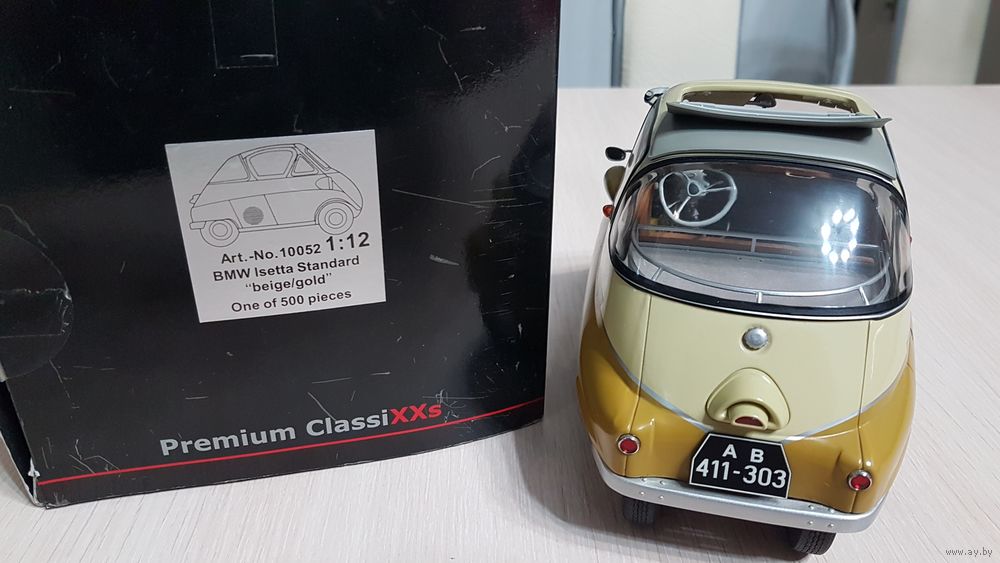 Art.-No.10052 1:12
BMW Isetta Standard
"beige/gold"
One of 500 pieces
Premium ClassiXXs
A B
411-303
www.ay.by